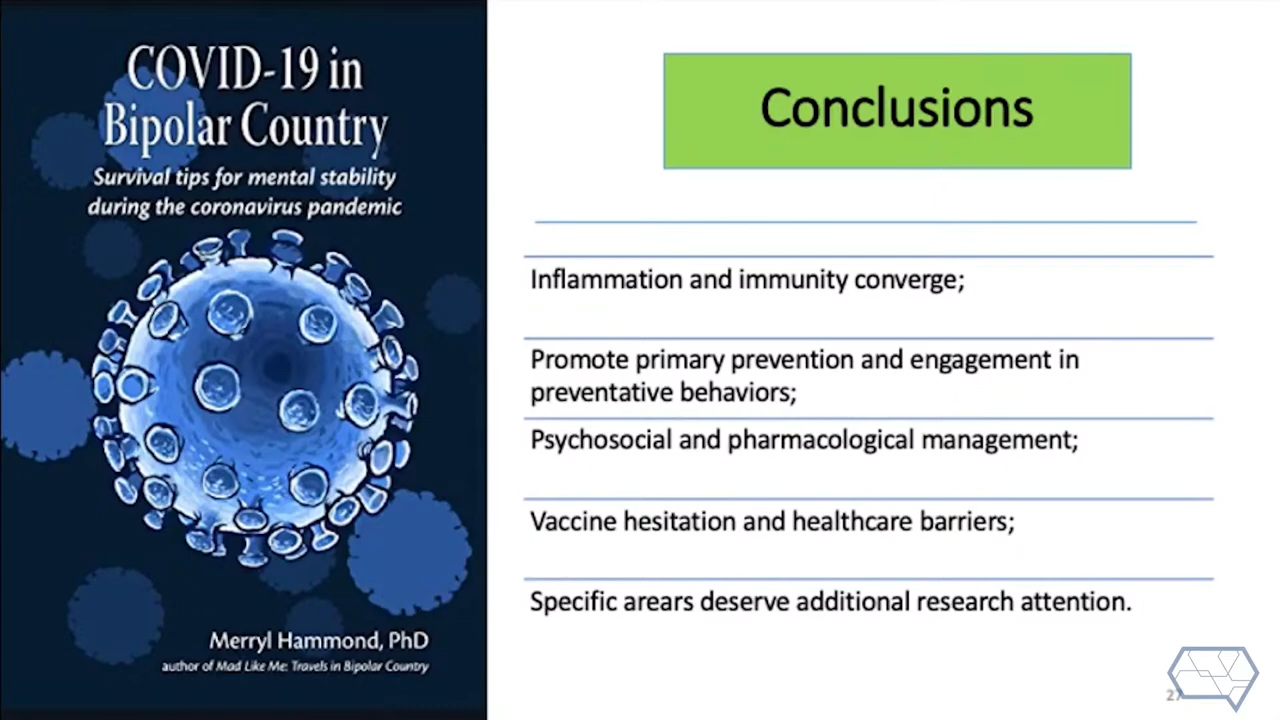 COVID-19 in
Bipolar Country
Survival tips for mental stability
during the coronavirus pandemic
Merryl Hammond, PhD
author of Mad Like Me: Travels in Bipolar Country
Conclusions
Inflammation and immunity converge;
Promote primary prevention and engagement in
preventative behaviors;
Psychosocial and pharmacological management;
Vaccine hesitation and healthcare barriers;
Specific arears deserve additional research attention.
27